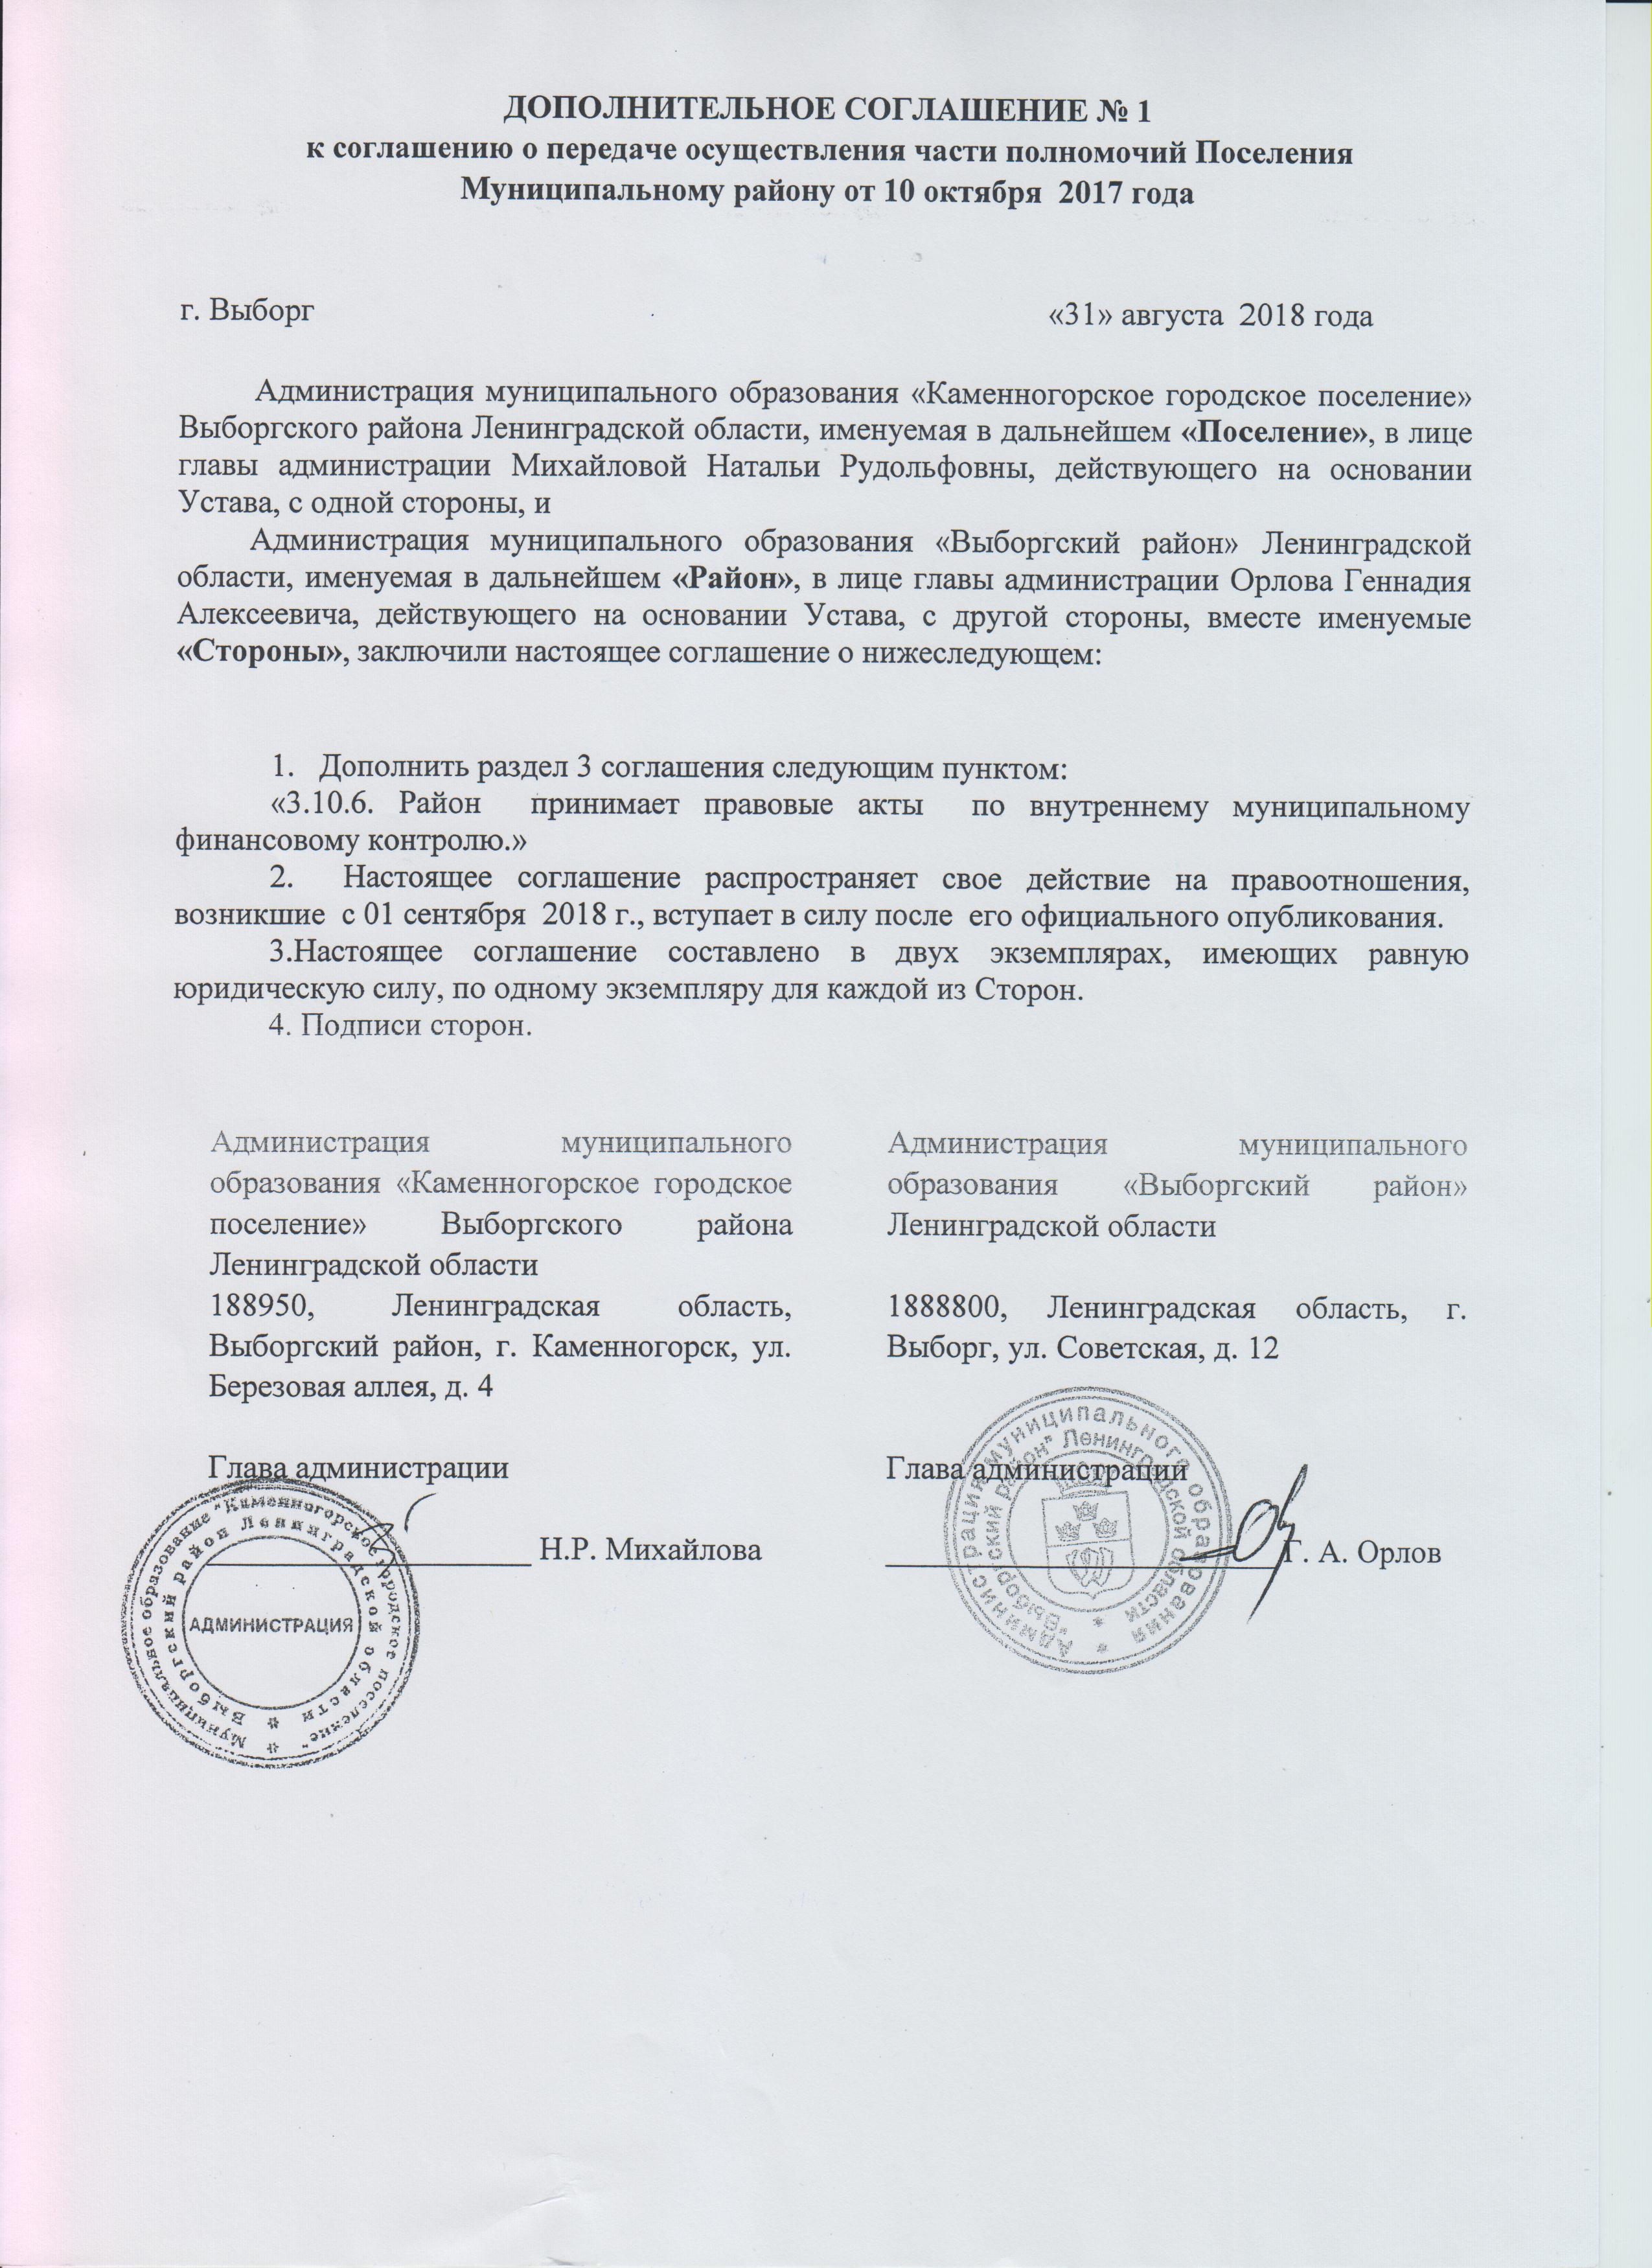 ДОПОЛНИТЕЛЬНОЕ СОГЛАШЕНИЕ № 1
к соглашению о передаче осуществления части полномочий Поселения
Муниципальному району от 10 октября 2017 года
г. Выборг «31» августа 2018 года
Администрация муниципального образования «Каменногорское городское поселение»
Выборгского района Ленинградской области, именуемая в дальнейшем «Поселение», в лице
главы администрации Михайловой Натальи Рудольфовны, действующего на основании
Устава, с одной стороны, и
Администрация муниципального образования «Выборгский район» Ленинградской
области, именуемая в дальнейшем «Район», в лице главы администрации Орлова Геннадия
Алексеевича, действующего на основании Устава, с другой стороны, вместе именуемые
«Стороны», заключили настоящее соглашение о нижеследующем:
1. Дополнить раздел 3 соглашения следующим пунктом:
«3.10.6. Район принимает правовые акты по внутреннему муниципальному
финансовому контролю.»
2. Настоящее соглашение распространяет свое действие на правоотношения,
возникшие с 01 сентября 2018 г., вступает в силу после его официального опубликования.
3.Настоящее соглашение составлено в двух экземплярах, имеющих равную
юридическую силу, по одному экземпляру для каждой из Сторон.
4. Подписи сторон.
Администрация муниципального
образования «Каменногорское городское
поселение» Выборгского района
Ленинградской области
188950, Ленинградская область,
Выборгский район, г. Каменногорск, ул.
Березовая аллея, д. 4
Глава администрации
Н.Р. Михайлова
Муниципальное образование "Каменногорское городское поселение"
Выборгский район Ленинградской области
АДМИНИСТРАЦИЯ
Администрация муниципального
образования «Выборгский район»
Ленинградской области
1888800, Ленинградская область, г.
Выборг, ул. Советская, д. 12
Глава администрации
Г. А. Орлов
Администрация муниципального образования
"Выборгский район" Ленинградской области